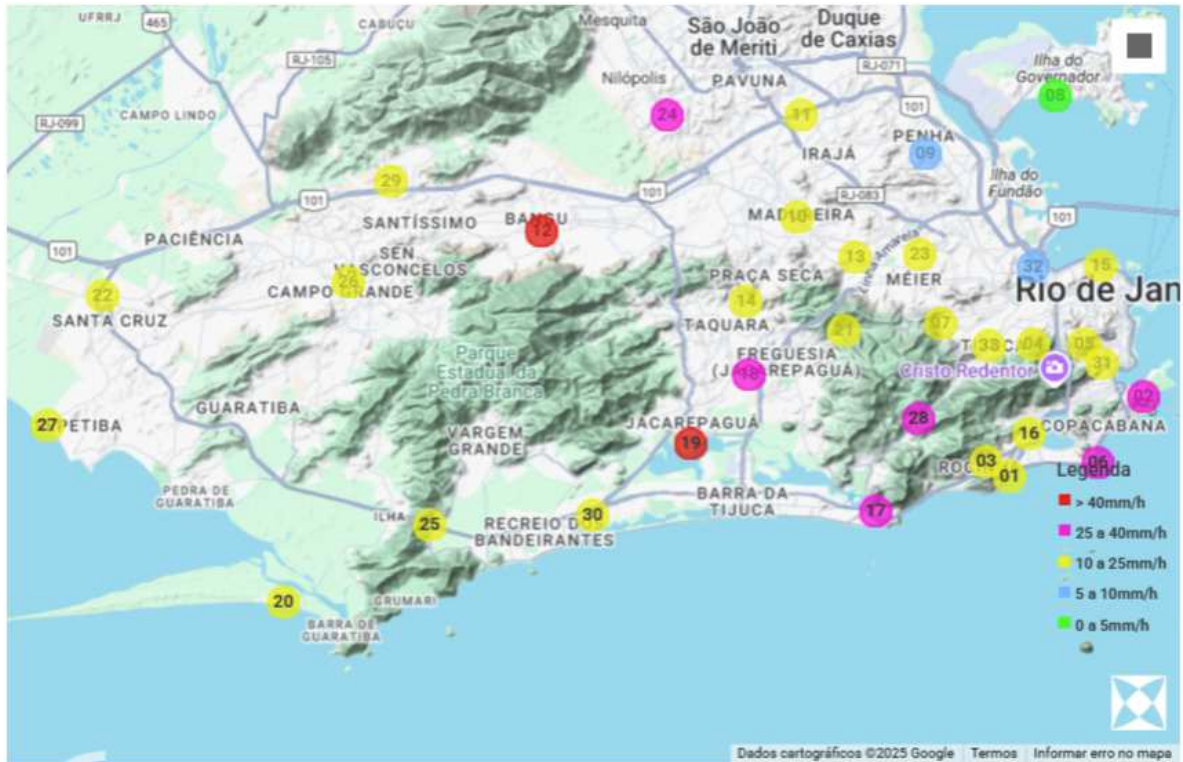 UFRRJ
465
CABUÇU
Mesquita
São João
de Meriti
Duque
de Caxias
RJ-105
Nilópolis
PAVUNA
RJ-071
Ilha do
Governador
08
RJ-099
CAMPO LINDO
24
11
101
PENHA
09
IRAJÁ
Ilha do
Fundão
29
101
101
RJ-083
SANTÍSSIMO
BANGU
12
MADUREIRA
10
101
PACIÊNCIA
101
SEN.
VASCONCELOS
26
CAMPO GRANDE
13
Linha Amarela
23
MÉIER
32
15
PRAÇA SECA
22
SANTA CRUZ
14
Rio de Jan
TAQUARA
21
07
Parque
Estadual da
Pedra Branca
FREGUESIA
(JACAREPAGUÁ)
18
33
04
05
31
Cristo Redentor
02
GUARATIBA
27
28
16
COPACABANA
JACAREPAGUÁ
19
VARGEM
GRANDE
03
01
06
PEDRA DE
GUARATIBA
BARRA DA
TIJUCA
17
ILHA
25
RECREIO DOS
BANDEIRANTES
30
20
GRUMARI
BARRA DE
GUARATIBA
Legenda
> 40mm/h
25 a 40mm/h
10 a 25mm/h
5 a 10mm/h
0 a 5mm/h
Dados cartográficos ©2025 Google
Termos
Informar erro no mapa